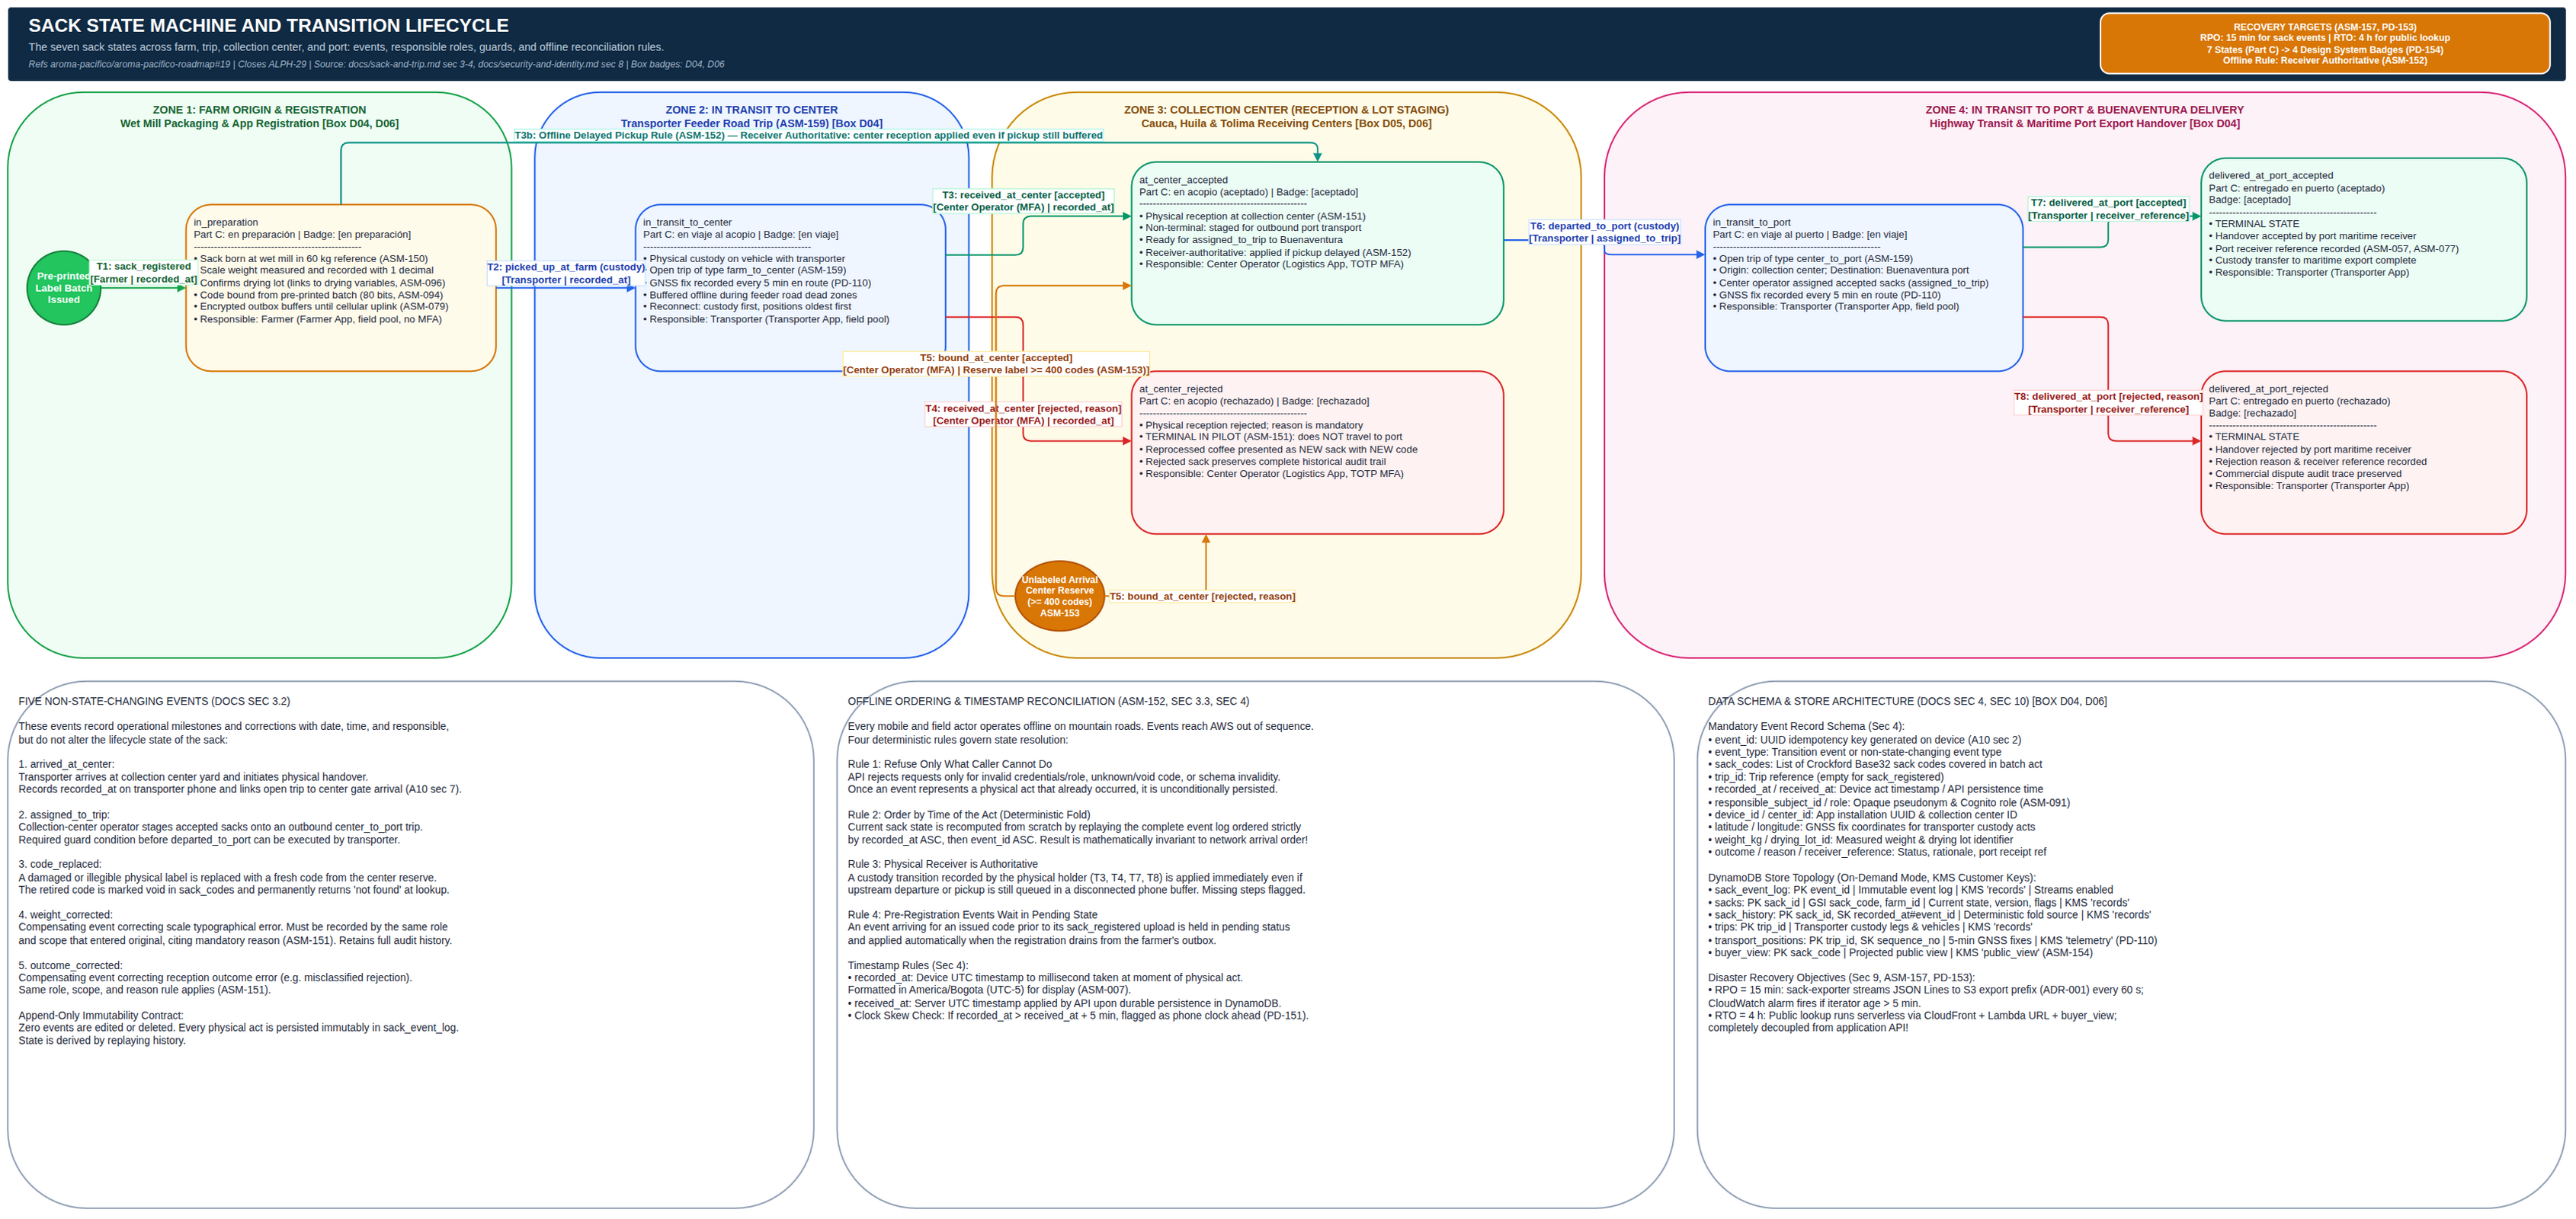 SACK STATE MACHINE AND TRANSITION LIFECYCLE
The seven sack states across farm, trip, collection center, and port: events, responsible roles, guards, and offline reconciliation rules.
Refs aroma-pacifico/aroma-pacifico-roadmap#19 | Closes ALPH-29 | Source: docs/sack-and-trip.md sec 3-4, docs/security-and-identity.md sec 8 | Box badges: D04, D06
RECOVERY TARGETS (ASM-157, PD-153)
RPO: 15 min for sack events | RTO: 4 h for public lookup
7 States (Part C) -> 4 Design System Badges (PD-154)
Offline Rule: Receiver Authoritative (ASM-152)
ZONE 1: FARM ORIGIN & REGISTRATION
Wet Mill Packaging & App Registration [Box D04, D06]
Pre-printed
Label Batch
Issued
T1: sack_registered
[Farmer | recorded_at]
in_preparation
Part C: en preparación | Badge: [en preparación]
--------------------------------------------------
• Sack born at wet mill in 60 kg reference (ASM-150)
Scale weight measured and recorded with 1 decimal
Confirms drying lot (links to drying variables, ASM-096)
• Code bound from pre-printed batch (80 bits, ASM-094)
• Encrypted outbox buffers until cellular uplink (ASM-079)
• Responsible: Farmer (Farmer App, field pool, no MFA)
ZONE 2: IN TRANSIT TO CENTER
Transporter Feeder Road Trip (ASM-159) [Box D04]
T3b: Offline Delayed Pickup Rule (ASM-152) — Receiver Authoritative: center reception applied even if pickup still buffered
T2: picked_up_at_farm (custody)
[Transporter | recorded_at]
in_transit_to_center
Part C: en viaje al acopio | Badge: [en viaje]
--------------------------------------------------
• Physical custody on vehicle with transporter
Open trip of type farm_to_center (ASM-159)
GNSS fix recorded every 5 min en route (PD-110)
• Buffered offline during feeder road dead zones
• Reconnect: custody first, positions oldest first
• Responsible: Transporter (Transporter App, field pool)
ZONE 3: COLLECTION CENTER (RECEPTION & LOT STAGING)
Cauca, Huila & Tolima Receiving Centers [Box D05, D06]
T3: received_at_center [accepted]
[Center Operator (MFA) | recorded_at]
at_center_accepted
Part C: en acopio (aceptado) | Badge: [aceptado]
--------------------------------------------------
• Physical reception at collection center (ASM-151)
• Non-terminal: staged for outbound port transport
• Ready for assigned_to_trip to Buenaventura
• Receiver-authoritative: applied if pickup delayed (ASM-152)
• Responsible: Center Operator (Logistics App, TOTP MFA)
T5: bound_at_center [accepted]
[Center Operator (MFA) | Reserve label >= 400 codes (ASM-153)]
T4: received_at_center [rejected, reason]
[Center Operator (MFA) | recorded_at]
at_center_rejected
Part C: en acopio (rechazado) | Badge: [rechazado]
--------------------------------------------------
• Physical reception rejected; reason is mandatory
• TERMINAL IN PILOT (ASM-151): does NOT travel to port
• Reprocessed coffee presented as NEW sack with NEW code
• Rejected sack preserves complete historical audit trail
• Responsible: Center Operator (Logistics App, TOTP MFA)
Unlabeled Arrival
Center Reserve
(>= 400 codes)
ASM-153
T5: bound_at_center [rejected, reason]
ZONE 4: IN TRANSIT TO PORT & BUENAVENTURA DELIVERY
Highway Transit & Maritime Port Export Handover [Box D04]
T6: departed_to_port (custody)
[Transporter | assigned_to_trip]
in_transit_to_port
Part C: en viaje al puerto | Badge: [en viaje]
--------------------------------------------------
• Open trip of type center_to_port (ASM-159)
• Origin: collection center; Destination: Buenaventura port
• Center operator assigned accepted sacks (assigned_to_trip)
• GNSS fix recorded every 5 min en route (PD-110)
• Responsible: Transporter (Transporter App, field pool)
T7: delivered_at_port [accepted]
[Transporter | receiver_reference]
delivered_at_port_accepted
Part C: entregado en puerto (aceptado)
Badge: [aceptado]
--------------------------------------------------
• TERMINAL STATE
• Handover accepted by port maritime receiver
• Port receiver reference recorded (ASM-057, ASM-077)
• Custody transfer to maritime export complete
• Responsible: Transporter (Transporter App)
T8: delivered_at_port [rejected, reason]
[Transporter | receiver_reference]
delivered_at_port_rejected
Part C: entregado en puerto (rechazado)
Badge: [rechazado]
--------------------------------------------------
• TERMINAL STATE
• Handover rejected by port maritime receiver
• Rejection reason & receiver reference recorded
• Commercial dispute audit trace preserved
• Responsible: Transporter (Transporter App)
FIVE NON-STATE-CHANGING EVENTS (DOCS SEC 3.2)
These events record operational milestones and corrections with date, time, and responsible,
but do not alter the lifecycle state of the sack:
1. arrived_at_center:
Transporter arrives at collection center yard and initiates physical handover.
Records recorded_at on transporter phone and links open trip to center gate arrival (A10 sec 7).
2. assigned_to_trip:
Collection-center operator stages accepted sacks onto an outbound center_to_port trip.
Required guard condition before departed_to_port can be executed by transporter.
3. code_replaced:
A damaged or illegible physical label is replaced with a fresh code from the center reserve.
The retired code is marked void in sack_codes and permanently returns 'not found' at lookup.
4. weight_corrected:
Compensating event correcting scale typographical error. Must be recorded by the same role
and scope that entered original, citing mandatory reason (ASM-151). Retains full audit history.
5. outcome_corrected:
Compensating event correcting reception outcome error (e.g. misclassified rejection).
Same role, scope, and reason rule applies (ASM-151).
Append-Only Immutability Contract:
Zero events are edited or deleted. Every physical act is persisted immutably in sack_event_log.
State is derived by replaying history.
OFFLINE ORDERING & TIMESTAMP RECONCILIATION (ASM-152, SEC 3.3, SEC 4)
Every mobile and field actor operates offline on mountain roads. Events reach AWS out of sequence.
Four deterministic rules govern state resolution:
Rule 1: Refuse Only What Caller Cannot Do
API rejects requests only for invalid credentials/role, unknown/void code, or schema invalidity.
Once an event represents a physical act that already occurred, it is unconditionally persisted.
Rule 2: Order by Time of the Act (Deterministic Fold)
Current sack state is recomputed from scratch by replaying the complete event log ordered strictly
by recorded_at ASC, then event_id ASC. Result is mathematically invariant to network arrival order!
Rule 3: Physical Receiver is Authoritative
A custody transition recorded by the physical holder (T3, T4, T7, T8) is applied immediately even if
upstream departure or pickup is still queued in a disconnected phone buffer. Missing steps flagged.
Rule 4: Pre-Registration Events Wait in Pending State
An event arriving for an issued code prior to its sack_registered upload is held in pending status
and applied automatically when the registration drains from the farmer's outbox.
Timestamp Rules (Sec 4):
• recorded_at: Device UTC timestamp to millisecond taken at moment of physical act.
Formatted in America/Bogota (UTC-5) for display (ASM-007).
• received_at: Server UTC timestamp applied by API upon durable persistence in DynamoDB.
• Clock Skew Check: If recorded_at > received_at + 5 min, flagged as phone clock ahead (PD-151).
DATA SCHEMA & STORE ARCHITECTURE (DOCS SEC 4, SEC 10) [BOX D04, D06]
Mandatory Event Record Schema (Sec 4):
• event_id: UUID idempotency key generated on device (A10 sec 2)
• event_type: Transition event or non-state-changing event type
• sack_codes: List of Crockford Base32 sack codes covered in batch act
• trip_id: Trip reference (empty for sack_registered)
• recorded_at / received_at: Device act timestamp / API persistence time
• responsible_subject_id / role: Opaque pseudonym & Cognito role (ASM-091)
• device_id / center_id: App installation UUID & collection center ID
• latitude / longitude: GNSS fix coordinates for transporter custody acts
• weight_kg / drying_lot_id: Measured weight & drying lot identifier
• outcome / reason / receiver_reference: Status, rationale, port receipt ref
DynamoDB Store Topology (On-Demand Mode, KMS Customer Keys):
• sack_event_log: PK event_id | Immutable event log | KMS 'records' | Streams enabled
• sacks: PK sack_id | GSI sack_code, farm_id | Current state, version, flags | KMS 'records'
• sack_history: PK sack_id, SK recorded_at#event_id | Deterministic fold source | KMS 'records'
• trips: PK trip_id | Transporter custody legs & vehicles | KMS 'records'
• transport_positions: PK trip_id, SK sequence_no | 5-min GNSS fixes | KMS 'telemetry' (PD-110)
• buyer_view: PK sack_code | Projected public view | KMS 'public_view' (ASM-154)
Disaster Recovery Objectives (Sec 9, ASM-157, PD-153):
• RPO = 15 min: sack-exporter streams JSON Lines to S3 export prefix (ADR-001) every 60 s;
CloudWatch alarm fires if iterator age > 5 min.
• RTO = 4 h: Public lookup runs serverless via CloudFront + Lambda URL + buyer_view;
completely decoupled from application API!